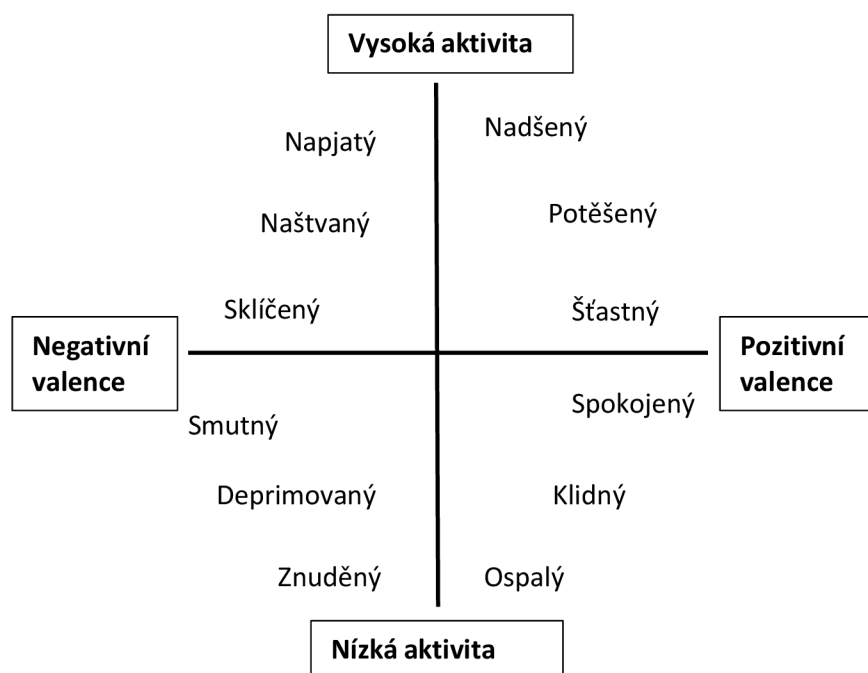 Vysoká aktivita
Napjatý
Nadšený
Naštvaný
Potěšený
Sklíčený
Šťastný
Negativní
valence
Pozitivní
valence
Smutný
Spokojený
Deprimovaný
Klidný
Znuděný
Ospalý
Nízká aktivita